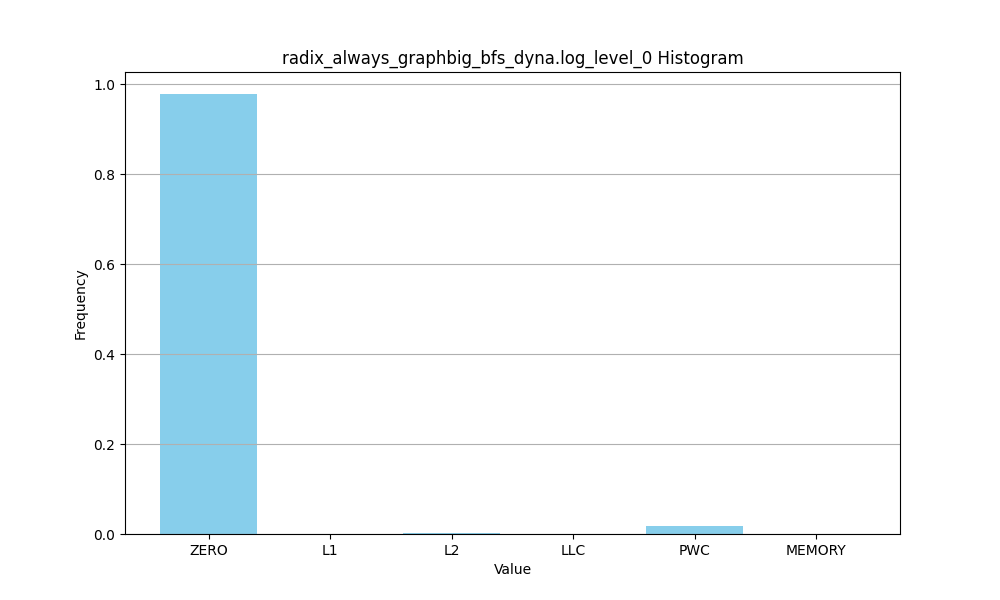 radix_always_graphbig_bfs_dyna.log_level_0 Histogram
Frequency
1.0
0.8
0.6
0.4
0.2
0.0
ZERO L1 L2 LLC PWC MEMORY
Value